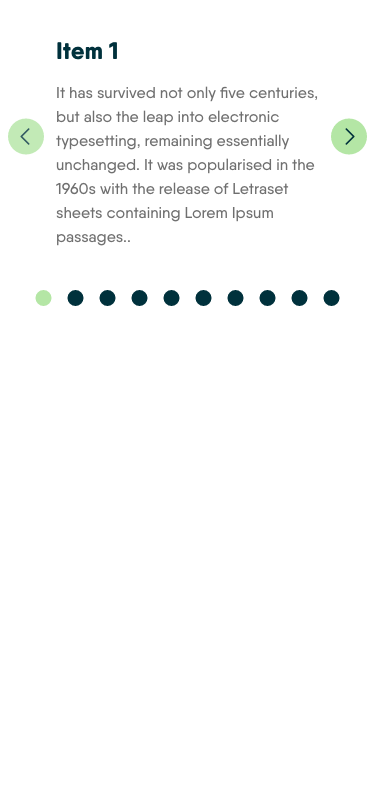 Item 1
It has survived not only five centuries,
but also the leap into electronic
typesetting, remaining essentially
unchanged. It was popularised in the
1960s with the release of Letraset
sheets containing Lorem Ipsum
passages..